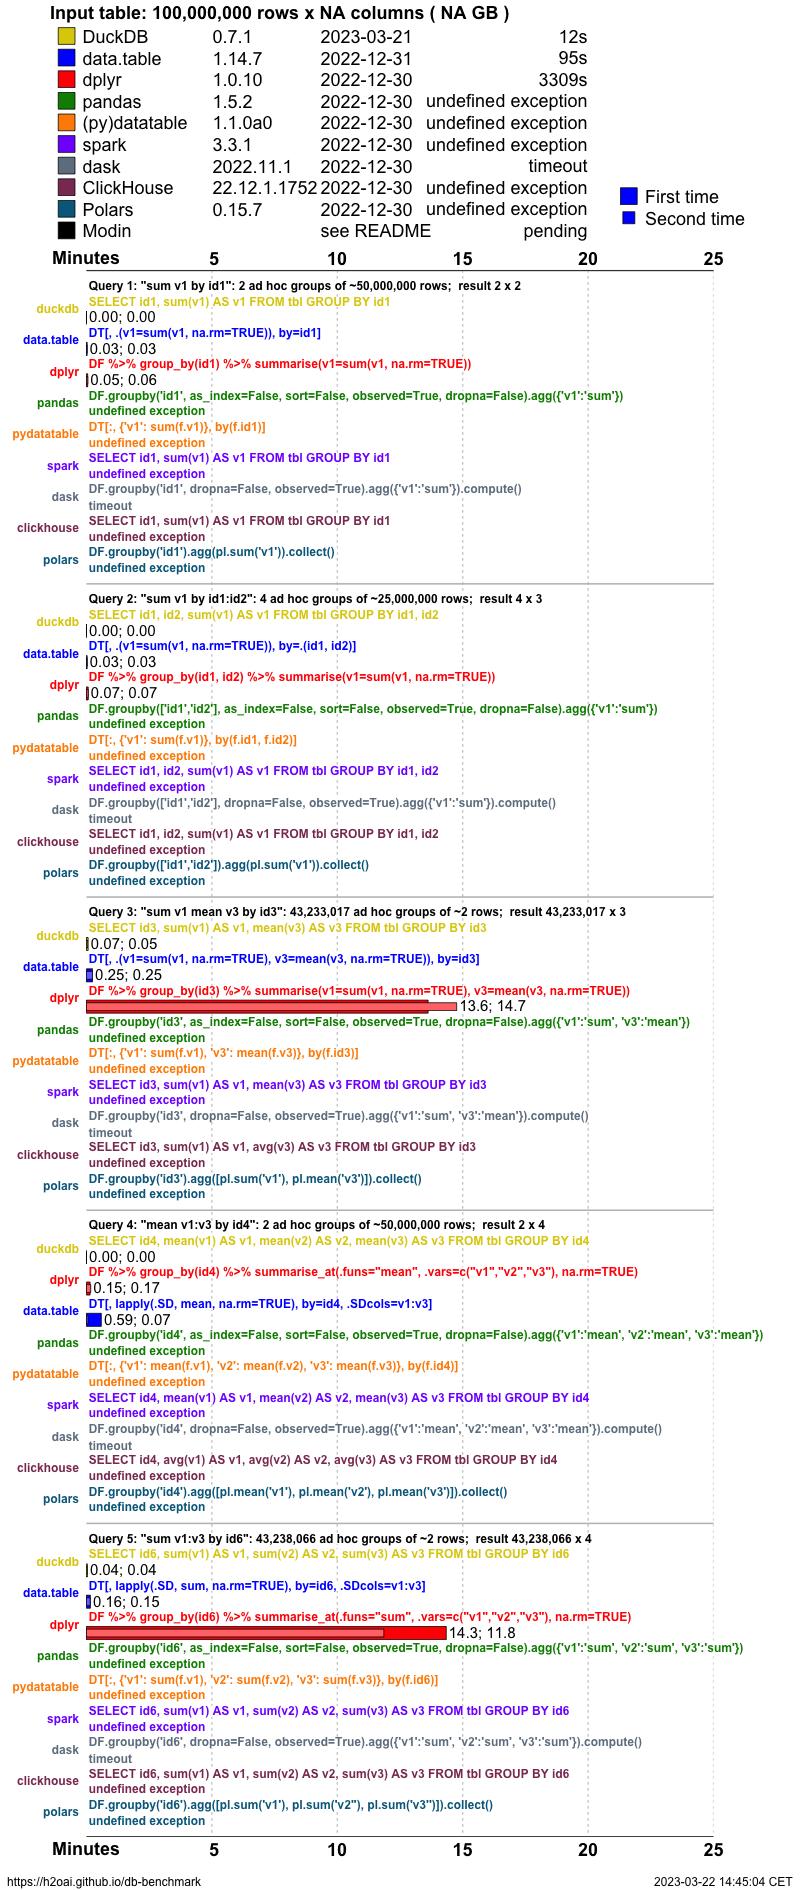 Input table: 100,000,000 rows x NA columns ( NA GB )
DuckDB 0.7.1 2023-03-21 12s
data.table 1.14.7 2022-12-31 95s
dplyr 1.0.10 2022-12-30 3309s
pandas 1.5.2 2022-12-30 undefined exception
(py)datatable 1.1.0a0 2022-12-30 undefined exception
spark 3.3.1 2022-12-30 undefined exception
dask 2022.11.1 2022-12-30 timeout
ClickHouse 22.12.1.1752 2022-12-30 undefined exception
Polars 0.15.7 2022-12-30 undefined exception
Modin see README pending
First time
Second time
Minutes 5 10 15 20 25
Query 1: "sum v1 by id1": 2 ad hoc groups of ~50,000,000 rows;  result 2 x 2
duckdb SELECT id1, sum(v1) AS v1 FROM tbl GROUP BY id1
0.00; 0.00
data.table DT[, .(v1=sum(v1, na.rm=TRUE)), by=id1]
0.03; 0.03
dplyr DF %>% group_by(id1) %>% summarise(v1=sum(v1, na.rm=TRUE))
0.05; 0.06
pandas DF.groupby('id1', as_index=False, sort=False, observed=True, dropna=False).agg({'v1':'sum'})
undefined exception
pydatatable DT[:, {'v1': sum(f.v1)}, by(f.id1)]
undefined exception
spark SELECT id1, sum(v1) AS v1 FROM tbl GROUP BY id1
undefined exception
dask DF.groupby('id1', dropna=False, observed=True).agg({'v1':'sum'}).compute()
timeout
clickhouse SELECT id1, sum(v1) AS v1 FROM tbl GROUP BY id1
undefined exception
polars DF.groupby('id1').agg(pl.sum('v1')).collect()
undefined exception
Query 2: "sum v1 by id1:id2": 4 ad hoc groups of ~25,000,000 rows;  result 4 x 3
duckdb SELECT id1, id2, sum(v1) AS v1 FROM tbl GROUP BY id1, id2
0.00; 0.00
data.table DT[, .(v1=sum(v1, na.rm=TRUE)), by=.(id1, id2)]
0.03; 0.03
dplyr DF %>% group_by(id1, id2) %>% summarise(v1=sum(v1, na.rm=TRUE))
0.07; 0.07
pandas DF.groupby(['id1','id2'], as_index=False, sort=False, observed=True, dropna=False).agg({'v1':'sum'})
undefined exception
pydatatable DT[:, {'v1': sum(f.v1)}, by(f.id1, f.id2)]
undefined exception
spark SELECT id1, id2, sum(v1) AS v1 FROM tbl GROUP BY id1, id2
undefined exception
dask DF.groupby(['id1','id2'], dropna=False, observed=True).agg({'v1':'sum'}).compute()
timeout
clickhouse SELECT id1, id2, sum(v1) AS v1 FROM tbl GROUP BY id1, id2
undefined exception
polars DF.groupby(['id1','id2']).agg(pl.sum('v1')).collect()
undefined exception
Query 3: "sum v1 mean v3 by id3": 43,233,017 ad hoc groups of ~2 rows;  result 43,233,017 x 3
duckdb SELECT id3, sum(v1) AS v1, mean(v3) AS v3 FROM tbl GROUP BY id3
0.07; 0.05
data.table DT[, .(v1=sum(v1, na.rm=TRUE), v3=mean(v3, na.rm=TRUE)), by=id3]
0.25; 0.25
dplyr DF %>% group_by(id3) %>% summarise(v1=sum(v1, na.rm=TRUE), v3=mean(v3, na.rm=TRUE))
13.6; 14.7
pandas DF.groupby('id3', as_index=False, sort=False, observed=True, dropna=False).agg({'v1':'sum', 'v3':'mean'})
undefined exception
pydatatable DT[:, {'v1': sum(f.v1), 'v3': mean(f.v3)}, by(f.id3)]
undefined exception
spark SELECT id3, sum(v1) AS v1, mean(v3) AS v3 FROM tbl GROUP BY id3
undefined exception
dask DF.groupby('id3', dropna=False, observed=True).agg({'v1':'sum', 'v3':'mean'}).compute()
timeout
clickhouse SELECT id3, sum(v1) AS v1, avg(v3) AS v3 FROM tbl GROUP BY id3
undefined exception
polars DF.groupby('id3').agg([pl.sum('v1'), pl.mean('v3')]).collect()
undefined exception
Query 4: "mean v1:v3 by id4": 2 ad hoc groups of ~50,000,000 rows;  result 2 x 4
duckdb SELECT id4, mean(v1) AS v1, mean(v2) AS v2, mean(v3) AS v3 FROM tbl GROUP BY id4
0.00; 0.00
dplyr DF %>% group_by(id4) %>% summarise_at(.funs="mean", .vars=c("v1","v2","v3"), na.rm=TRUE)
0.15; 0.17
data.table DT[, lapply(.SD, mean, na.rm=TRUE), by=id4, .SDcols=v1:v3]
0.59; 0.07
pandas DF.groupby('id4', as_index=False, sort=False, observed=True, dropna=False).agg({'v1':'mean', 'v2':'mean', 'v3':'mean'})
undefined exception
pydatatable DT[:, {'v1': mean(f.v1), 'v2': mean(f.v2), 'v3': mean(f.v3)}, by(f.id4)]
undefined exception
spark SELECT id4, mean(v1) AS v1, mean(v2) AS v2, mean(v3) AS v3 FROM tbl GROUP BY id4
undefined exception
dask DF.groupby('id4', dropna=False, observed=True).agg({'v1':'mean', 'v2':'mean', 'v3':'mean'}).compute()
timeout
clickhouse SELECT id4, avg(v1) AS v1, avg(v2) AS v2, avg(v3) AS v3 FROM tbl GROUP BY id4
undefined exception
polars DF.groupby('id4').agg([pl.mean('v1'), pl.mean('v2'), pl.mean('v3')]).collect()
undefined exception
Query 5: "sum v1:v3 by id6": 43,238,066 ad hoc groups of ~2 rows;  result 43,238,066 x 4
duckdb SELECT id6, sum(v1) AS v1, sum(v2) AS v2, sum(v3) AS v3 FROM tbl GROUP BY id6
0.04; 0.04
data.table DT[, lapply(.SD, sum, na.rm=TRUE), by=id6, .SDcols=v1:v3]
0.16; 0.15
dplyr DF %>% group_by(id6) %>% summarise_at(.funs="sum", .vars=c("v1","v2","v3"), na.rm=TRUE)
14.3; 11.8
pandas DF.groupby('id6', as_index=False, sort=False, observed=True, dropna=False).agg({'v1':'sum', 'v2':'sum', 'v3':'sum'})
undefined exception
pydatatable DT[:, {'v1': sum(f.v1), 'v2': sum(f.v2), 'v3': sum(f.v3)}, by(f.id6)]
undefined exception
spark SELECT id6, sum(v1) AS v1, sum(v2) AS v2, sum(v3) AS v3 FROM tbl GROUP BY id6
undefined exception
dask DF.groupby('id6', dropna=False, observed=True).agg({'v1':'sum', 'v2':'sum', 'v3':'sum'}).compute()
timeout
clickhouse SELECT id6, sum(v1) AS v1, sum(v2) AS v2, sum(v3) AS v3 FROM tbl GROUP BY id6
undefined exception
polars DF.groupby('id6').agg([pl.sum('v1'), pl.sum('v2''), pl.sum('v3'')]).collect()
undefined exception
Minutes 5 10 15 20 25
https://h2oai.github.io/db-benchmark 2023-03-22 14:45:04 CET